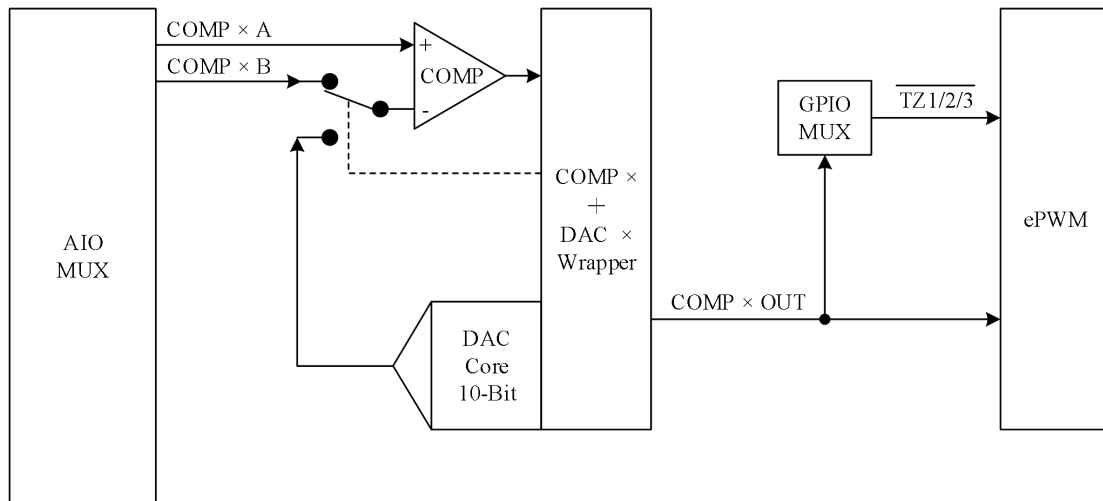 COMP × A
COMP × B
+
COMP
-
AIO
MUX
COMP ×
+
DAC ×
Wrapper
DAC
Core
10-Bit
COMP × OUT
GPIO
MUX
TZ1/2/3
ePWM